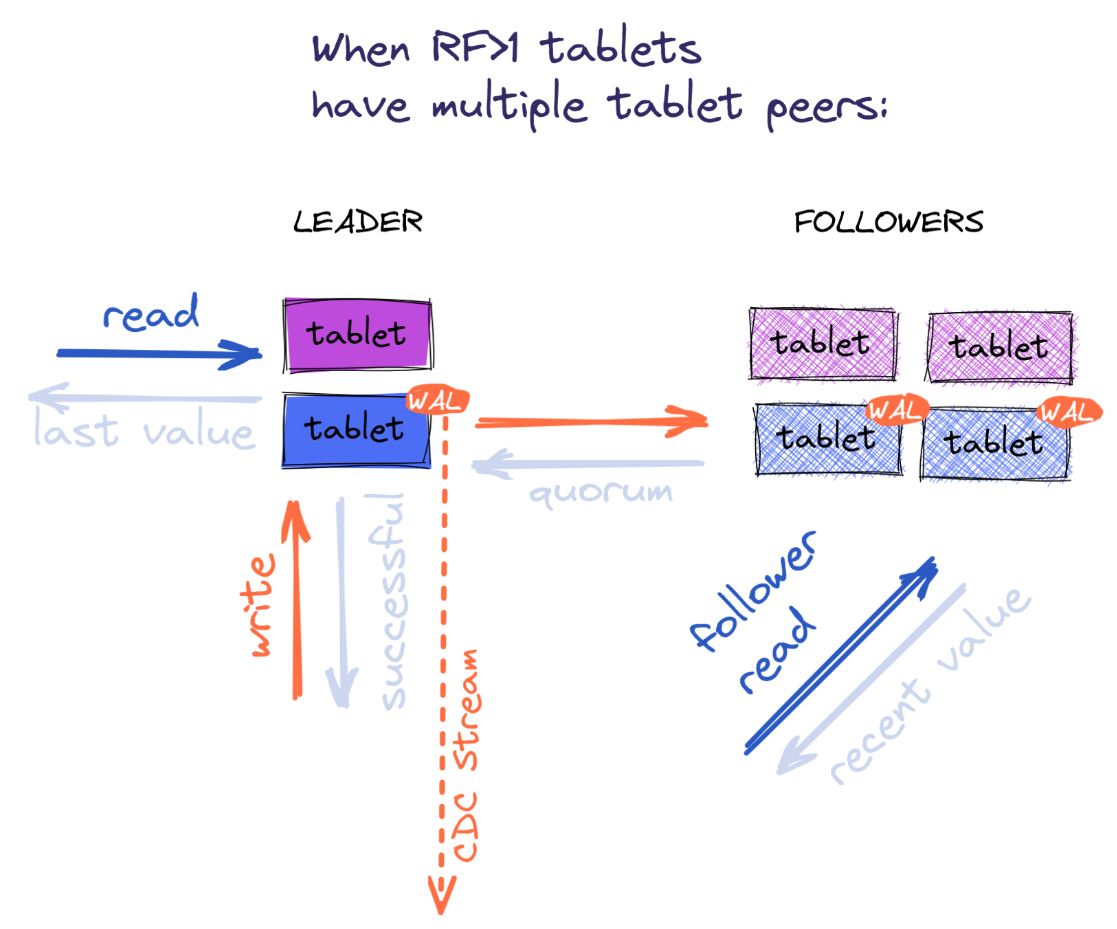 When RF>1 tablets
have multiple tablet peers:
LEADER
FOLLOWERS
read
tablet
tablet
tablet
last value
tablet
WAL
tablet
WAL
tablet
WAL
quorum
write
successful
CDC stream
follower
read
recent value